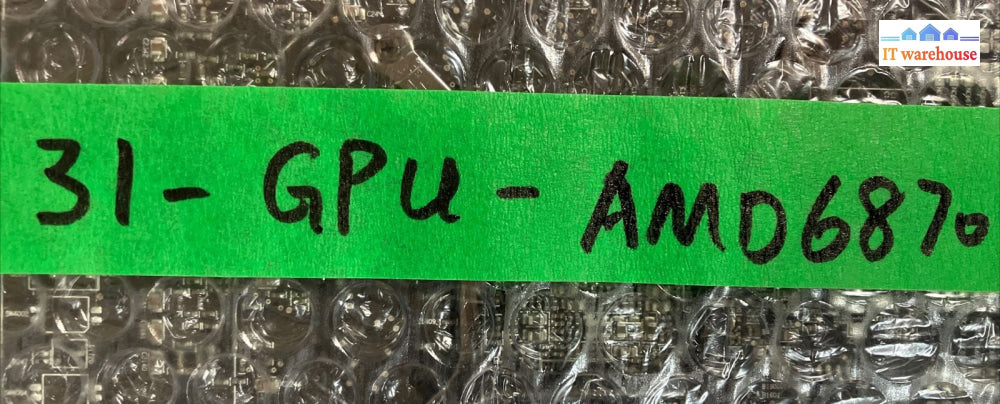 IT warehouse
31 - GPU - AMD6870